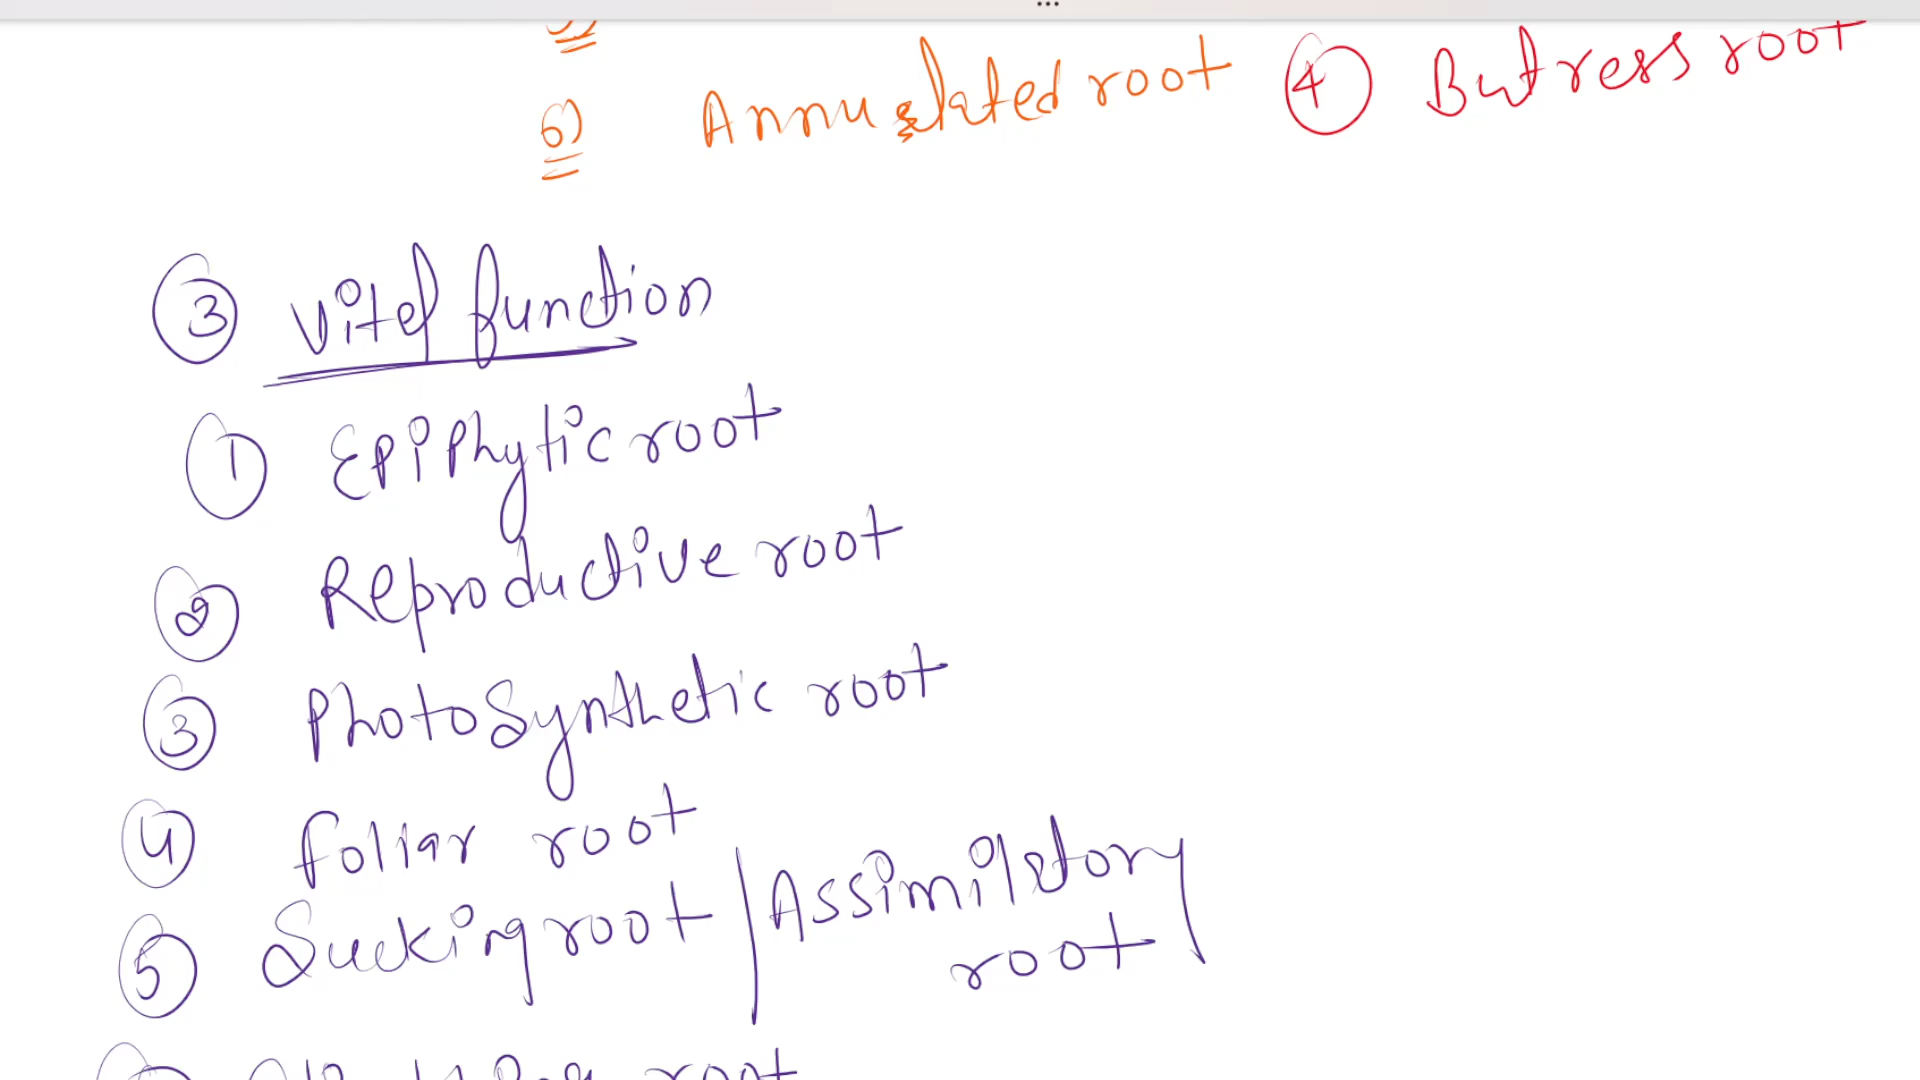 6) Annulated root ④ Butress root
③ Vital function
① Epiphytic root
② Reproductive root
③ Photosynthetic root
④ foliar root
⑤ Sucking root / Assimilatory
root
root